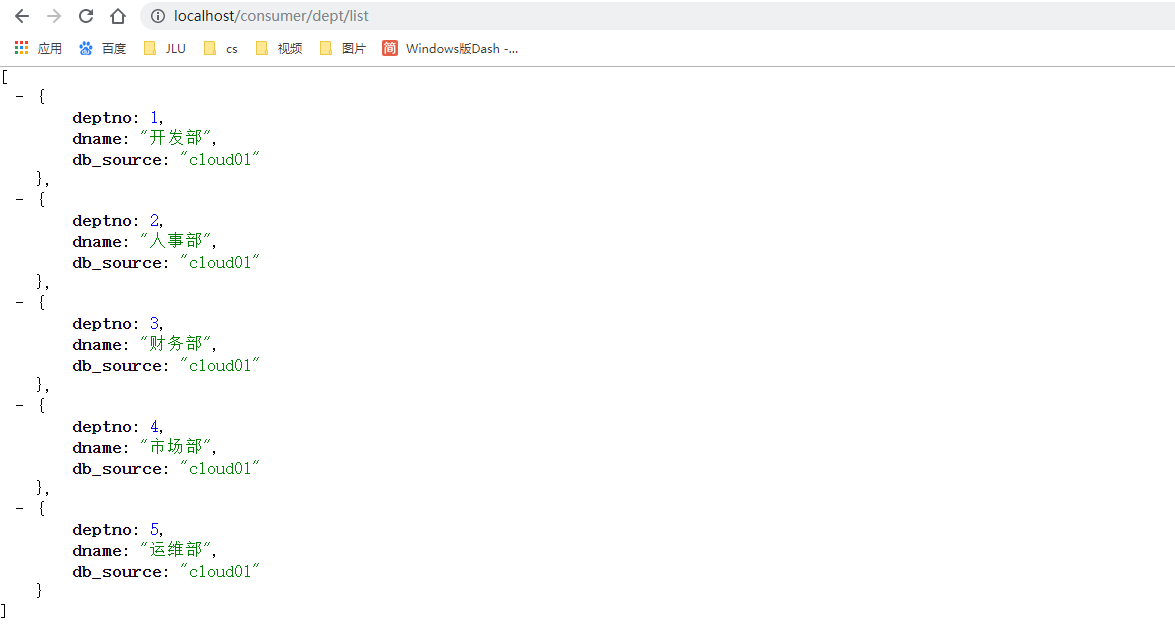 localhost/consumer/dept/list
应用 百度 JLU cs 视频 图片 简 Windows版Dash -...
[
- {
deptno: 1,
dname: "开发部",
db_source: "cloud01"
},
- {
deptno: 2,
dname: "人事部",
db_source: "cloud01"
},
- {
deptno: 3,
dname: "财务部",
db_source: "cloud01"
},
- {
deptno: 4,
dname: "市场部",
db_source: "cloud01"
},
- {
deptno: 5,
dname: "运维部",
db_source: "cloud01"
}
]